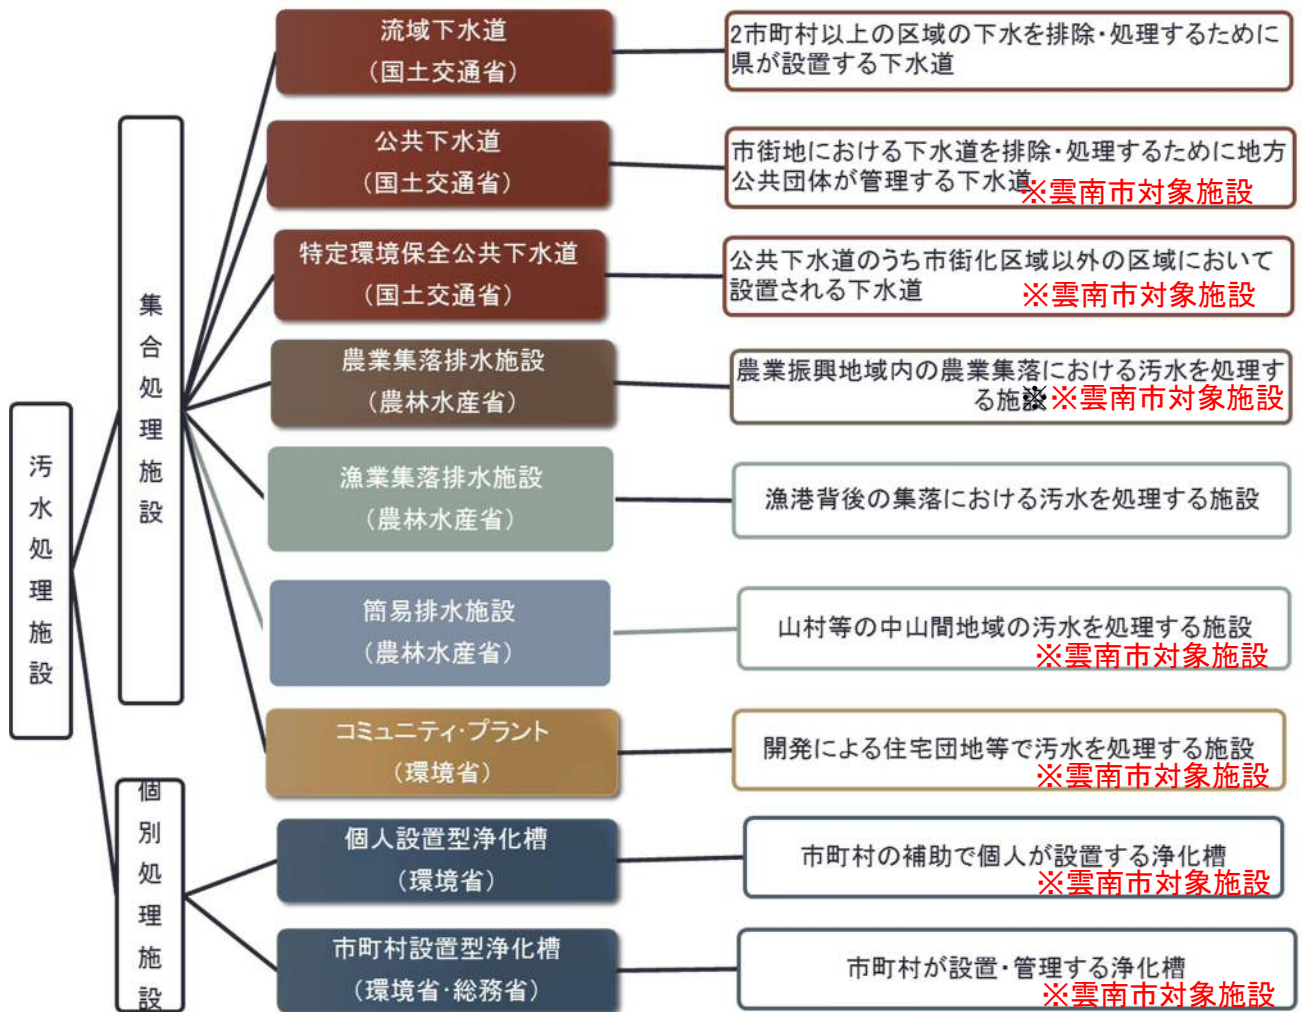 汚水処理施設
集合処理施設
流域下水道
（国土交通省）
2市町村以上の区域の下水を排除・処理するために
県が設置する下水道
公共下水道
（国土交通省）
市街地における下水道を排除・処理するために地方
公共団体が管理する下水道
※雲南市対象施設
特定環境保全公共下水道
（国土交通省）
公共下水道のうち市街化区域以外の区域において
設置される下水道
※雲南市対象施設
農業集落排水施設
（農林水産省）
農業振興地域内の農業集落における汚水を処理す
る施設※
※雲南市対象施設
漁業集落排水施設
（農林水産省）
漁港背後の集落における汚水を処理する施設
簡易排水施設
（農林水産省）
山村等の中山間地域の汚水を処理する施設
※雲南市対象施設
コミュニティ・プラント
（環境省）
開発による住宅団地等で汚水を処理する施設
※雲南市対象施設
個別処理施設
個人設置型浄化槽
（環境省）
市町村の補助で個人が設置する浄化槽
※雲南市対象施設
市町村設置型浄化槽
（環境省・総務省）
市町村が設置・管理する浄化槽
※雲南市対象施設